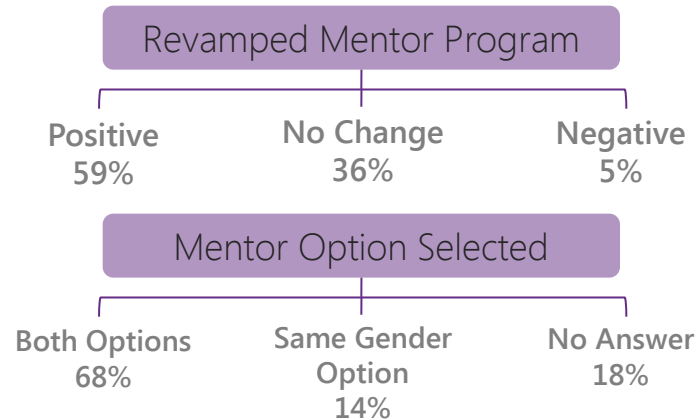 Revamped Mentor Program
Positive
59%
No Change
36%
Negative
5%
Mentor Option Selected
Both Options
68%
Same Gender
Option
14%
No Answer
18%